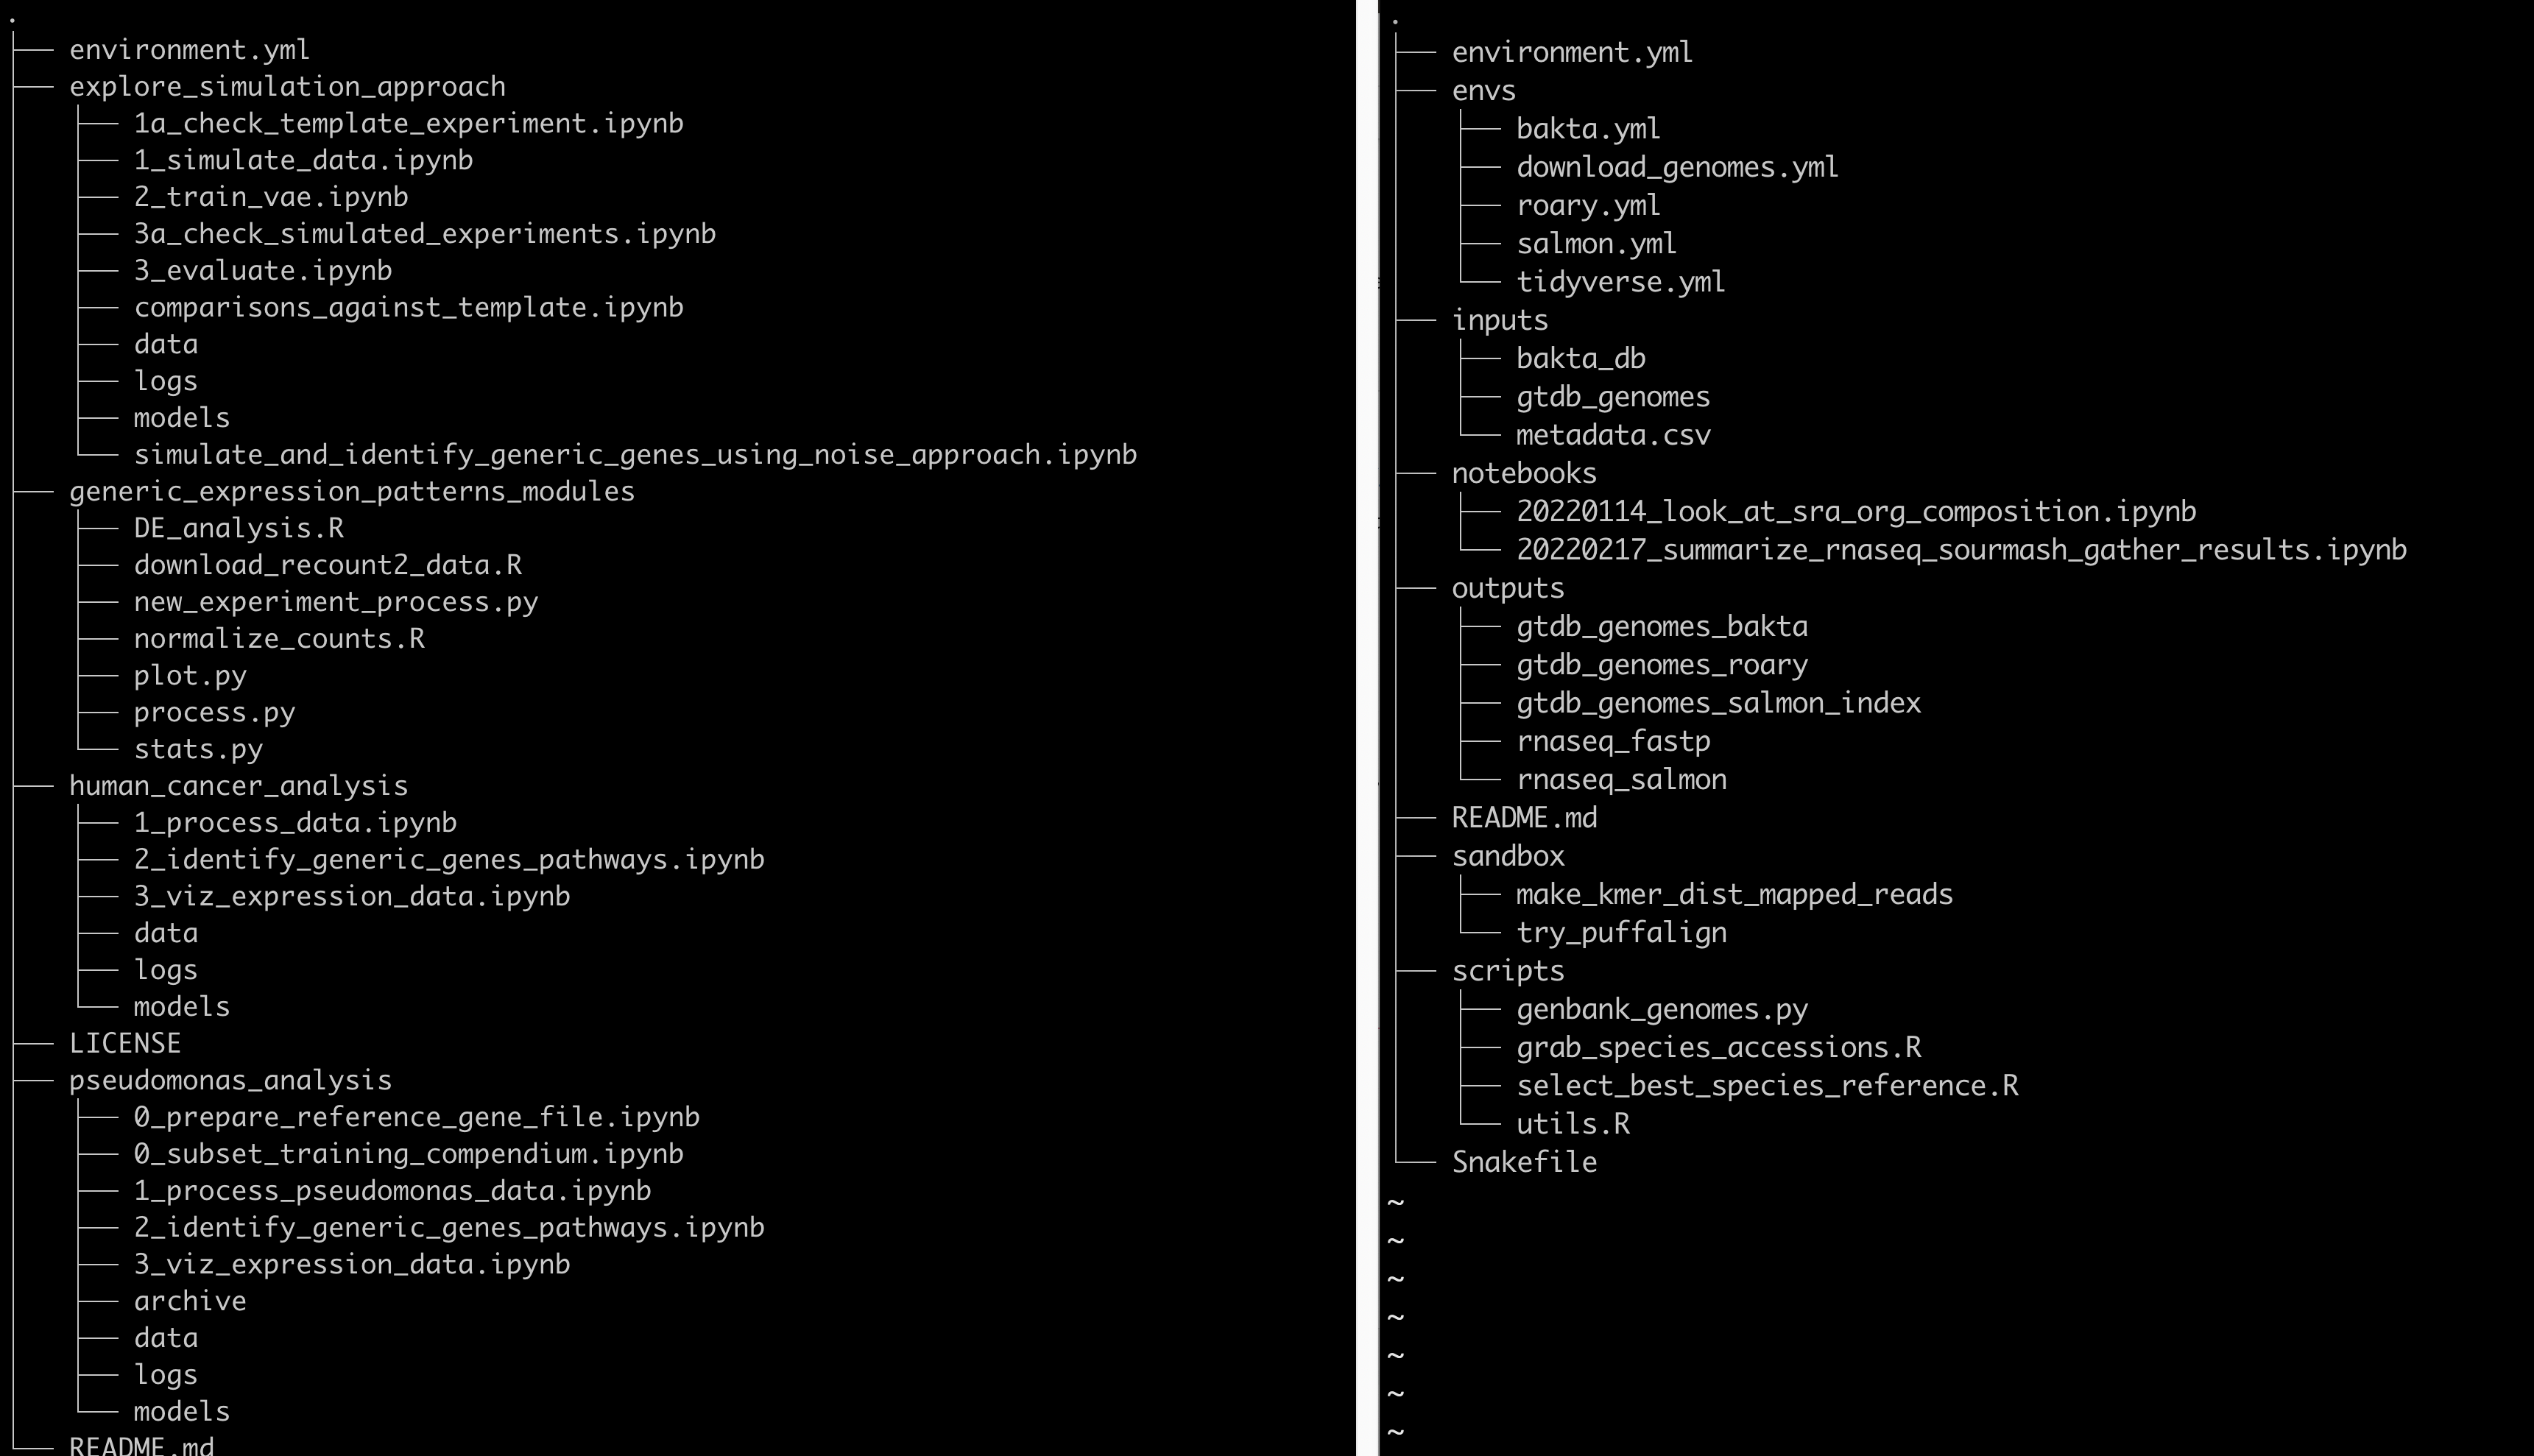 .
├── environment.yml
├── explore_simulation_approach
│   ├── 1a_check_template_experiment.ipynb
│   ├── 1_simulate_data.ipynb
│   ├── 2_train_vae.ipynb
│   ├── 3a_check_simulated_experiments.ipynb
│   ├── 3_evaluate.ipynb
│   ├── comparisons_against_template.ipynb
│   ├── data
│   ├── logs
│   ├── models
│   └── simulate_and_identify_generic_genes_using_noise_approach.ipynb
├── generic_expression_patterns_modules
│   ├── DE_analysis.R
│   ├── download_recount2_data.R
│   ├── new_experiment_process.py
│   ├── normalize_counts.R
│   ├── plot.py
│   ├── process.py
│   └── stats.py
├── human_cancer_analysis
│   ├── 1_process_data.ipynb
│   ├── 2_identify_generic_genes_pathways.ipynb
│   ├── 3_viz_expression_data.ipynb
│   ├── data
│   ├── logs
│   └── models
├── LICENSE
├── pseudomonas_analysis
│   ├── 0_prepare_reference_gene_file.ipynb
│   ├── 0_subset_training_compendium.ipynb
│   ├── 1_process_pseudomonas_data.ipynb
│   ├── 2_identify_generic_genes_pathways.ipynb
│   ├── 3_viz_expression_data.ipynb
│   ├── archive
│   ├── data
│   ├── logs
│   └── models
└── README.md
.
├── environment.yml
├── envs
│   ├── bakta.yml
│   ├── download_genomes.yml
│   ├── roary.yml
│   ├── salmon.yml
│   └── tidyverse.yml
├── inputs
│   ├── bakta_db
│   ├── gtdb_genomes
│   └── metadata.csv
├── notebooks
│   ├── 20220114_look_at_sra_org_composition.ipynb
│   └── 20220217_summarize_rnaseq_sourmash_gather_results.ipynb
├── outputs
│   ├── gtdb_genomes_bakta
│   ├── gtdb_genomes_roary
│   ├── gtdb_genomes_salmon_index
│   ├── rnaseq_fastp
│   └── rnaseq_salmon
├── README.md
├── sandbox
│   ├── make_kmer_dist_mapped_reads
│   └── try_puffalign
├── scripts
│   ├── genbank_genomes.py
│   ├── grab_species_accessions.R
│   ├── select_best_species_reference.R
│   └── utils.R
└── Snakefile
~
~
~
~
~
~
~